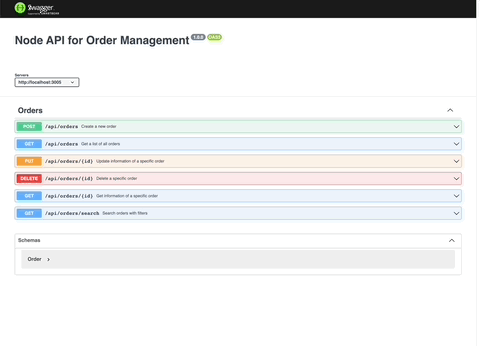 Swagger
Node API for Order Management 1.0.0 OAS3
Servers
http://localhost:3005
Orders
POST /api/orders Create a new order
GET /api/orders Get a list of all orders
PUT /api/orders/{id} Update information of a specific order
DELETE /api/orders/{id} Delete a specific order
GET /api/orders/{id} Get information of a specific order
GET /api/orders/search Search orders with filters
Schemas
Order